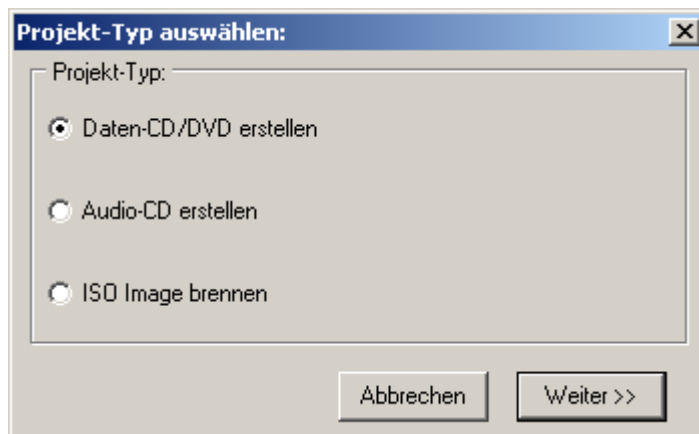 Projekt-Typ auswählen:
Projekt-Typ:
Daten-CD/DVD erstellen
Audio-CD erstellen
ISO Image brennen
Abbrechen
Weiter >>